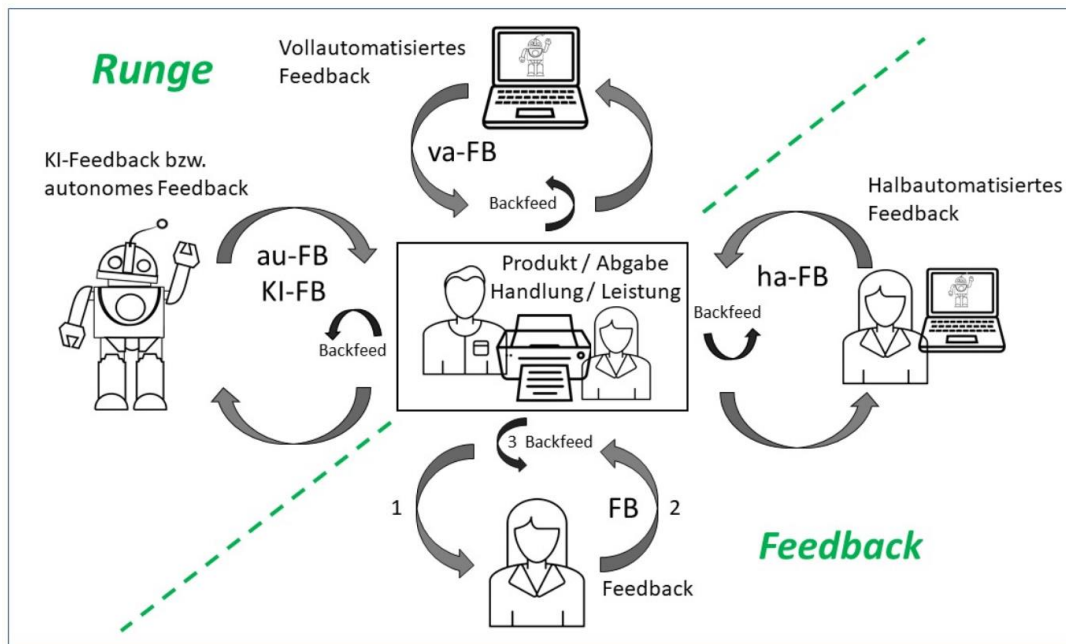 Runge
Vollautomatisiertes
Feedback
va-FB
Backfeed
KI-Feedback bzw.
autonomes Feedback
au-FB
KI-FB
Backfeed
Produkt / Abgabe
Handlung / Leistung
Halbautomatisiertes
Feedback
ha-FB
Backfeed
3 Backfeed
1
FB
2
Feedback
Feedback